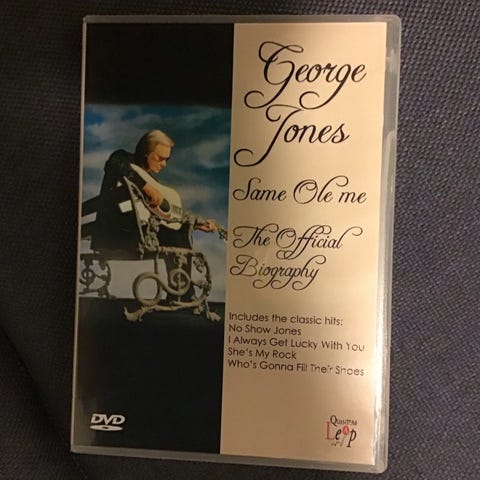 George
Jones
Same Ole me
The Official
Biography
Includes the classic hits:
No Show Jones
I Always Get Lucky With You
She's My Rock
Who's Gonna Fill Their Shoes
DVD
Quantum
Leap